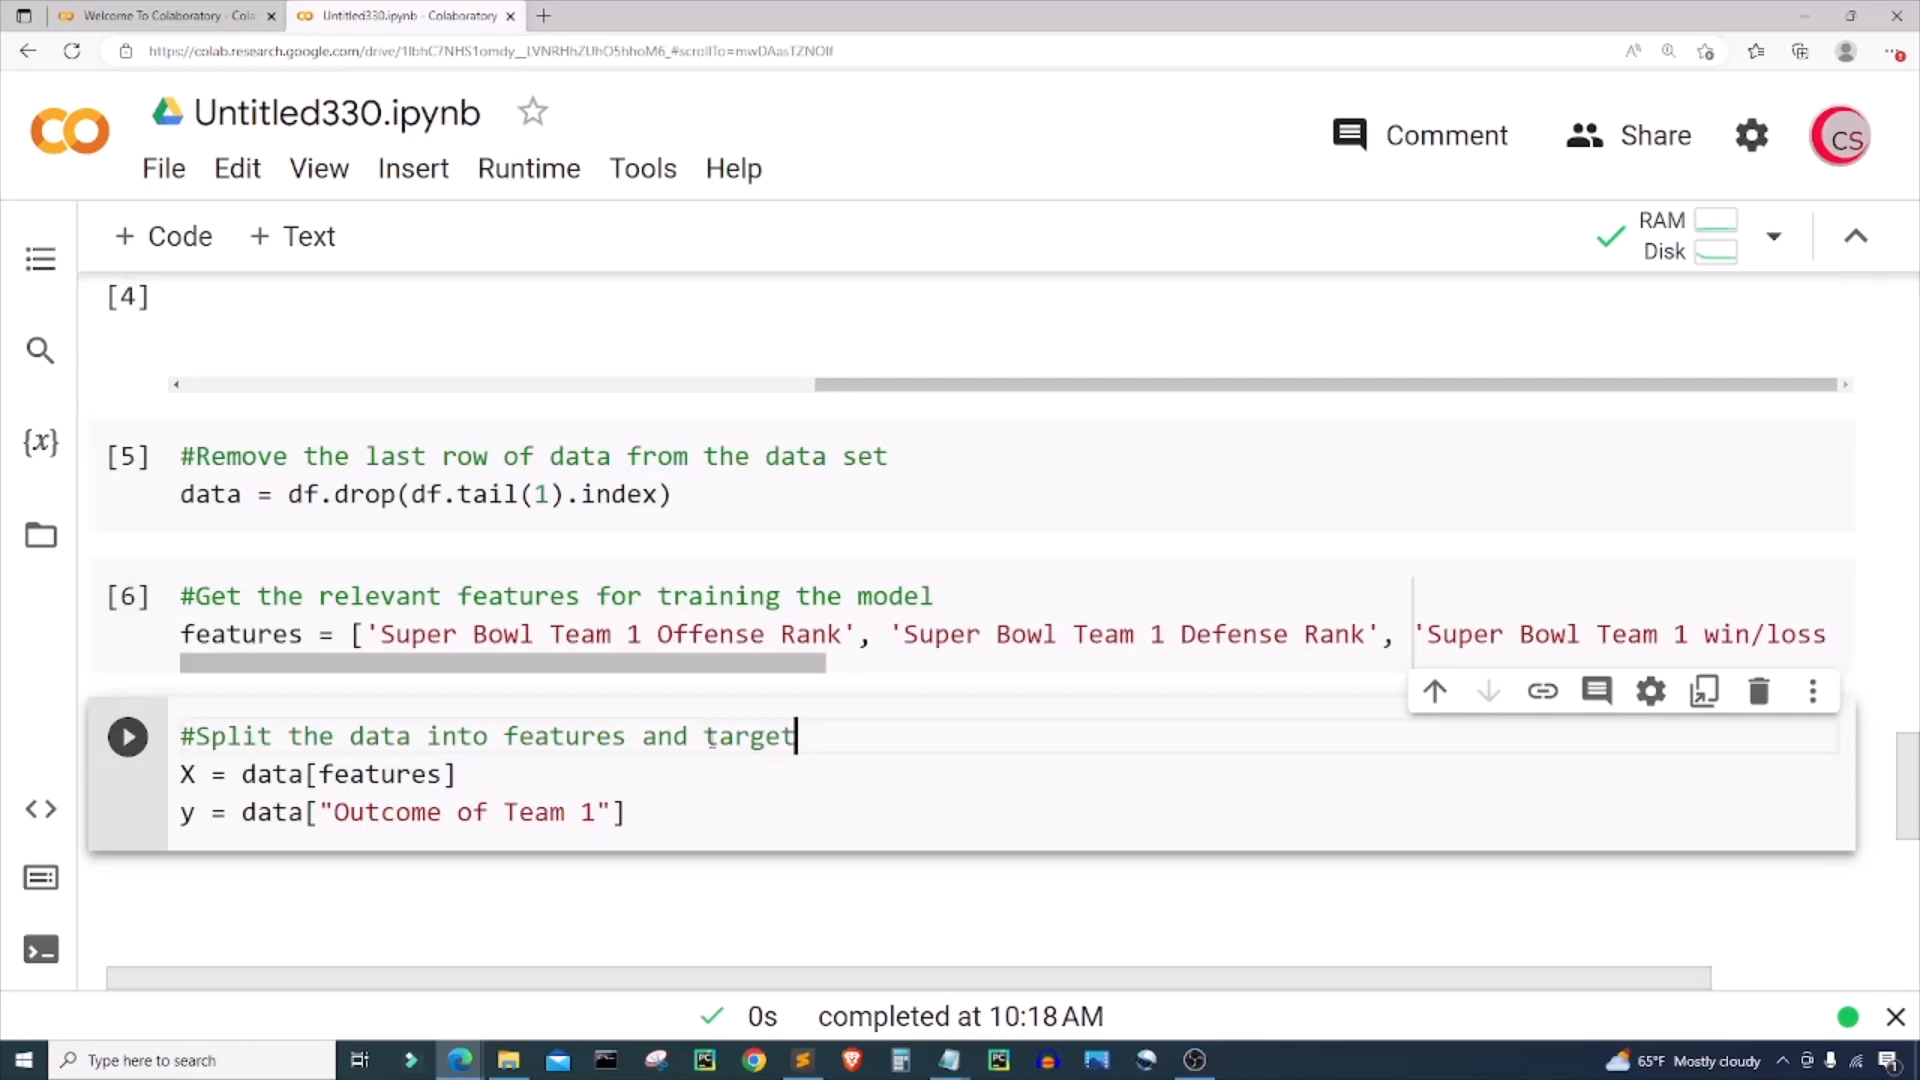 Welcome To Colaboratory - Cola
Untitled330.ipynb - Colaboratory
Untitled330.ipynb
File Edit View Insert Runtime Tools Help
Comment
Share
CS
+ Code + Text
RAM
Disk
[4]
[5] #Remove the last row of data from the data set
data = df.drop(df.tail(1).index)
[6] #Get the relevant features for training the model
features = ['Super Bowl Team 1 Offense Rank', 'Super Bowl Team 1 Defense Rank', 'Super Bowl Team 1 win/loss
#Split the data into features and target
X = data[features]
y = data["Outcome of Team 1"]
0s completed at 10:18 AM
Type here to search
65°F Mostly cloudy